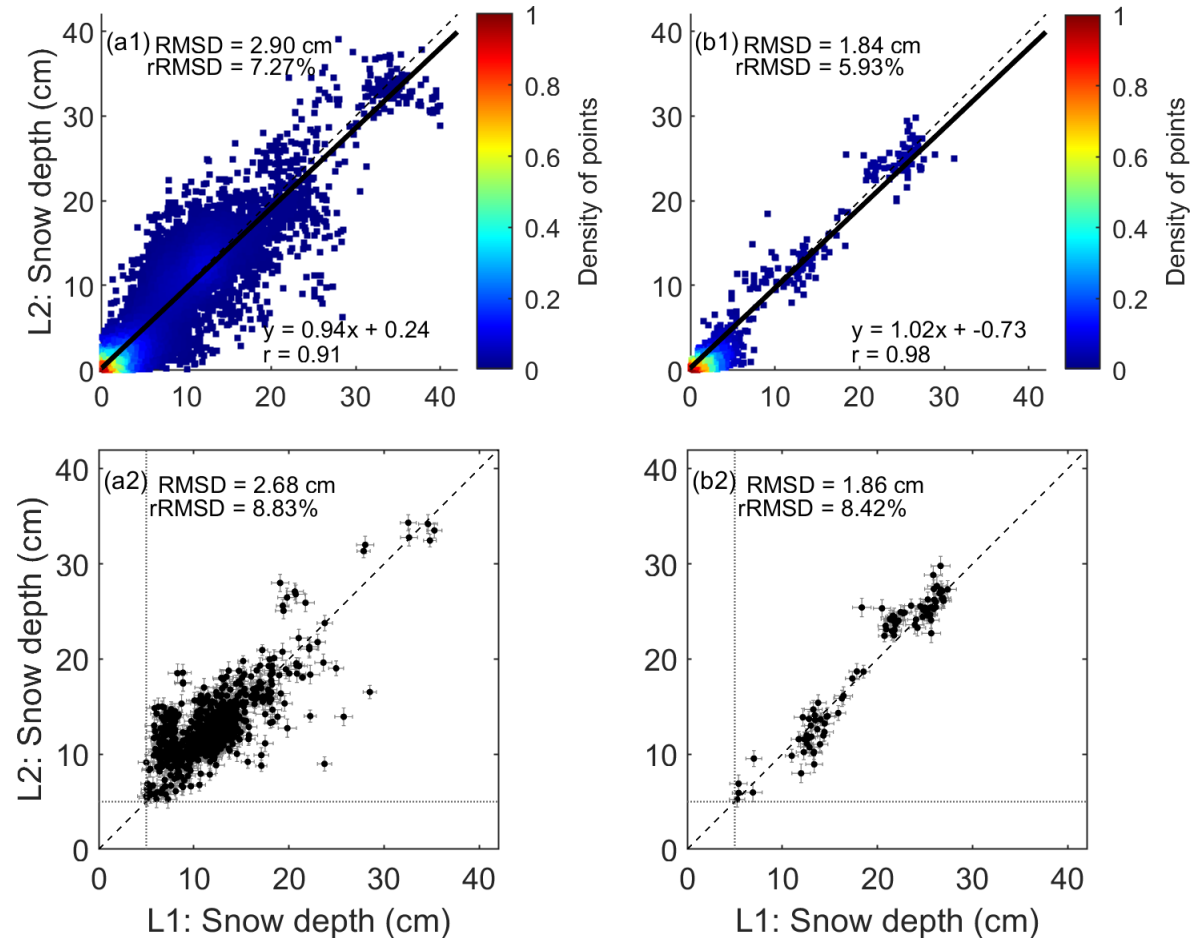 (a1) RMSD = 2.90 cm
rRMSD = 7.27%
y = 0.94x + 0.24
r = 0.91
L2: Snow depth (cm)
40
30
20
10
0
0 10 20 30 40
1
0.8
0.6
0.4
0.2
0
Density of points
(b1) RMSD = 1.84 cm
rRMSD = 5.93%
y = 1.02x + -0.73
r = 0.98
40
30
20
10
0
0 10 20 30 40
1
0.8
0.6
0.4
0.2
0
Density of points
(a2) RMSD = 2.68 cm
rRMSD = 8.83%
L2: Snow depth (cm)
40
30
20
10
0
0 10 20 30 40
L1: Snow depth (cm)
(b2) RMSD = 1.86 cm
rRMSD = 8.42%
40
30
20
10
0
0 10 20 30 40
L1: Snow depth (cm)